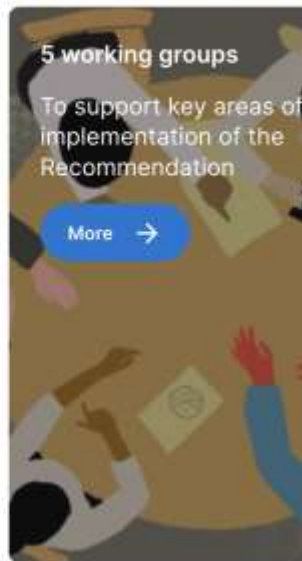 5 working groups
To support key areas of
implementation of the
Recommendation
More